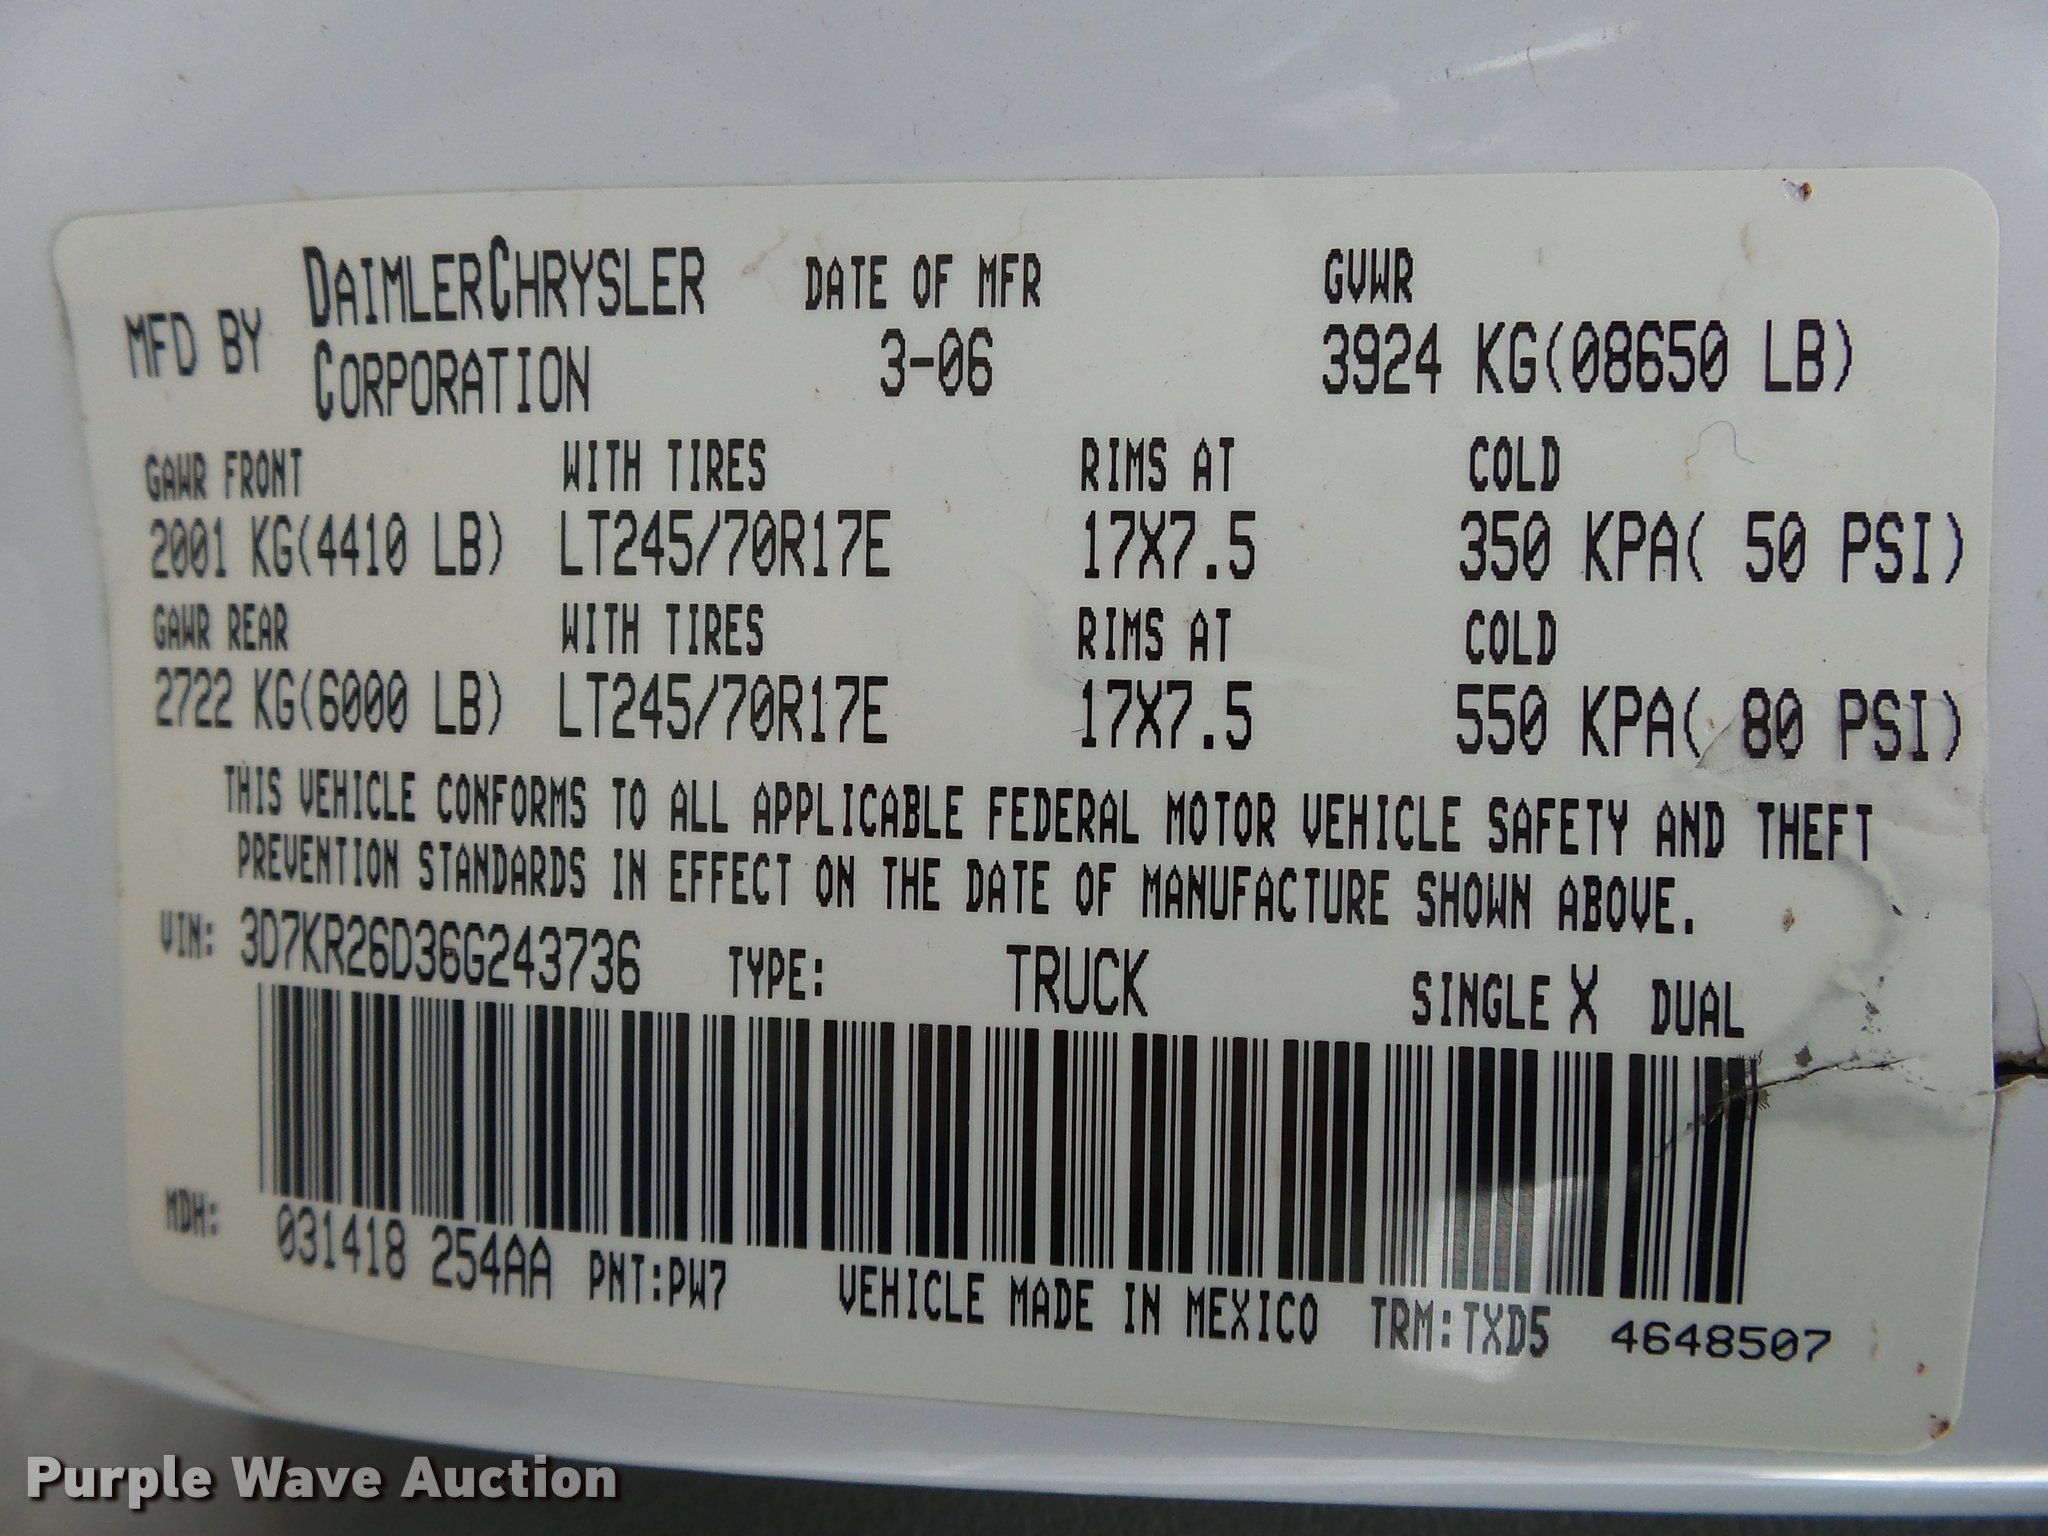 MFD BY DAIMLERCHRYSLER CORPORATION DATE OF MFR 3-06 GVWR 3924 KG(08650 LB)
GAWR FRONT WITH TIRES RIMS AT COLD
2001 KG(4410 LB) LT245/70R17E 17X7.5 350 KPA( 50 PSI)
GAWR REAR WITH TIRES RIMS AT COLD
2722 KG(6000 LB) LT245/70R17E 17X7.5 550 KPA( 80 PSI)
THIS VEHICLE CONFORMS TO ALL APPLICABLE FEDERAL MOTOR VEHICLE SAFETY AND THEFT
PREVENTION STANDARDS IN EFFECT ON THE DATE OF MANUFACTURE SHOWN ABOVE.
VIN: 3D7KR26D36G243736 TYPE: TRUCK SINGLE X DUAL
MDH: 031418 254AA PNT:PW7 VEHICLE MADE IN MEXICO TRM:TXD5 4648507
Purple Wave Auction